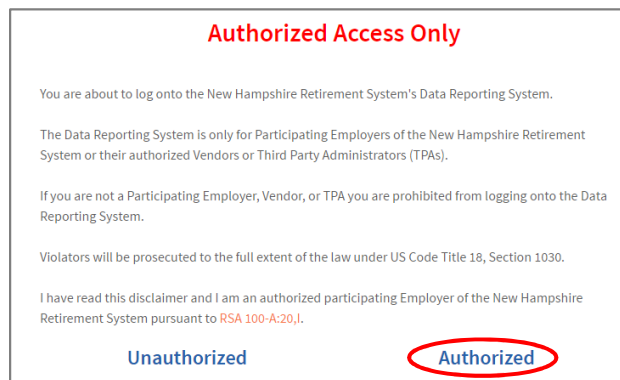 Authorized Access Only
You are about to log onto the New Hampshire Retirement System's Data Reporting System.
The Data Reporting System is only for Participating Employers of the New Hampshire Retirement
System or their authorized Vendors or Third Party Administrators (TPAs).
If you are not a Participating Employer, Vendor, or TPA you are prohibited from logging onto the Data
Reporting System.
Violators will be prosecuted to the full extent of the law under US Code Title 18, Section 1030.
I have read this disclaimer and I am an authorized participating Employer of the New Hampshire
Retirement System pursuant to RSA 100-A:20,I.
Unauthorized Authorized